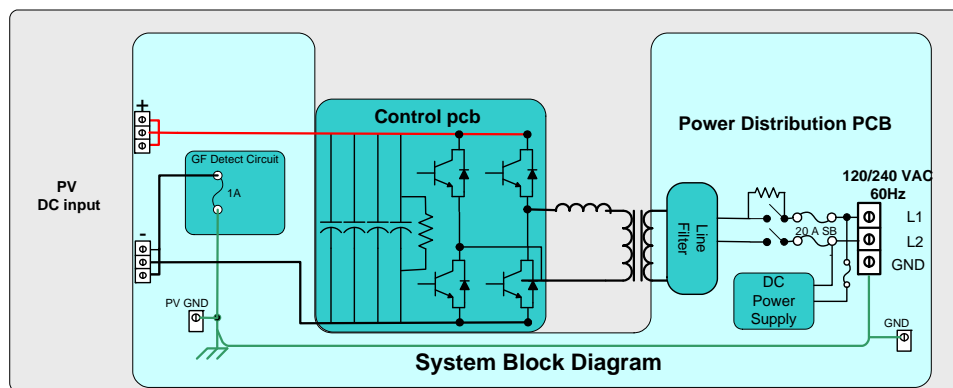 +
Control pcb
Power Distribution PCB
GF Detect Circuit
1A
PV
DC input
120/240 VAC
60Hz
L1
20 A SB
L2
GND
Line
Filter
-
DC
Power
Supply
PV GND
GND
System Block Diagram